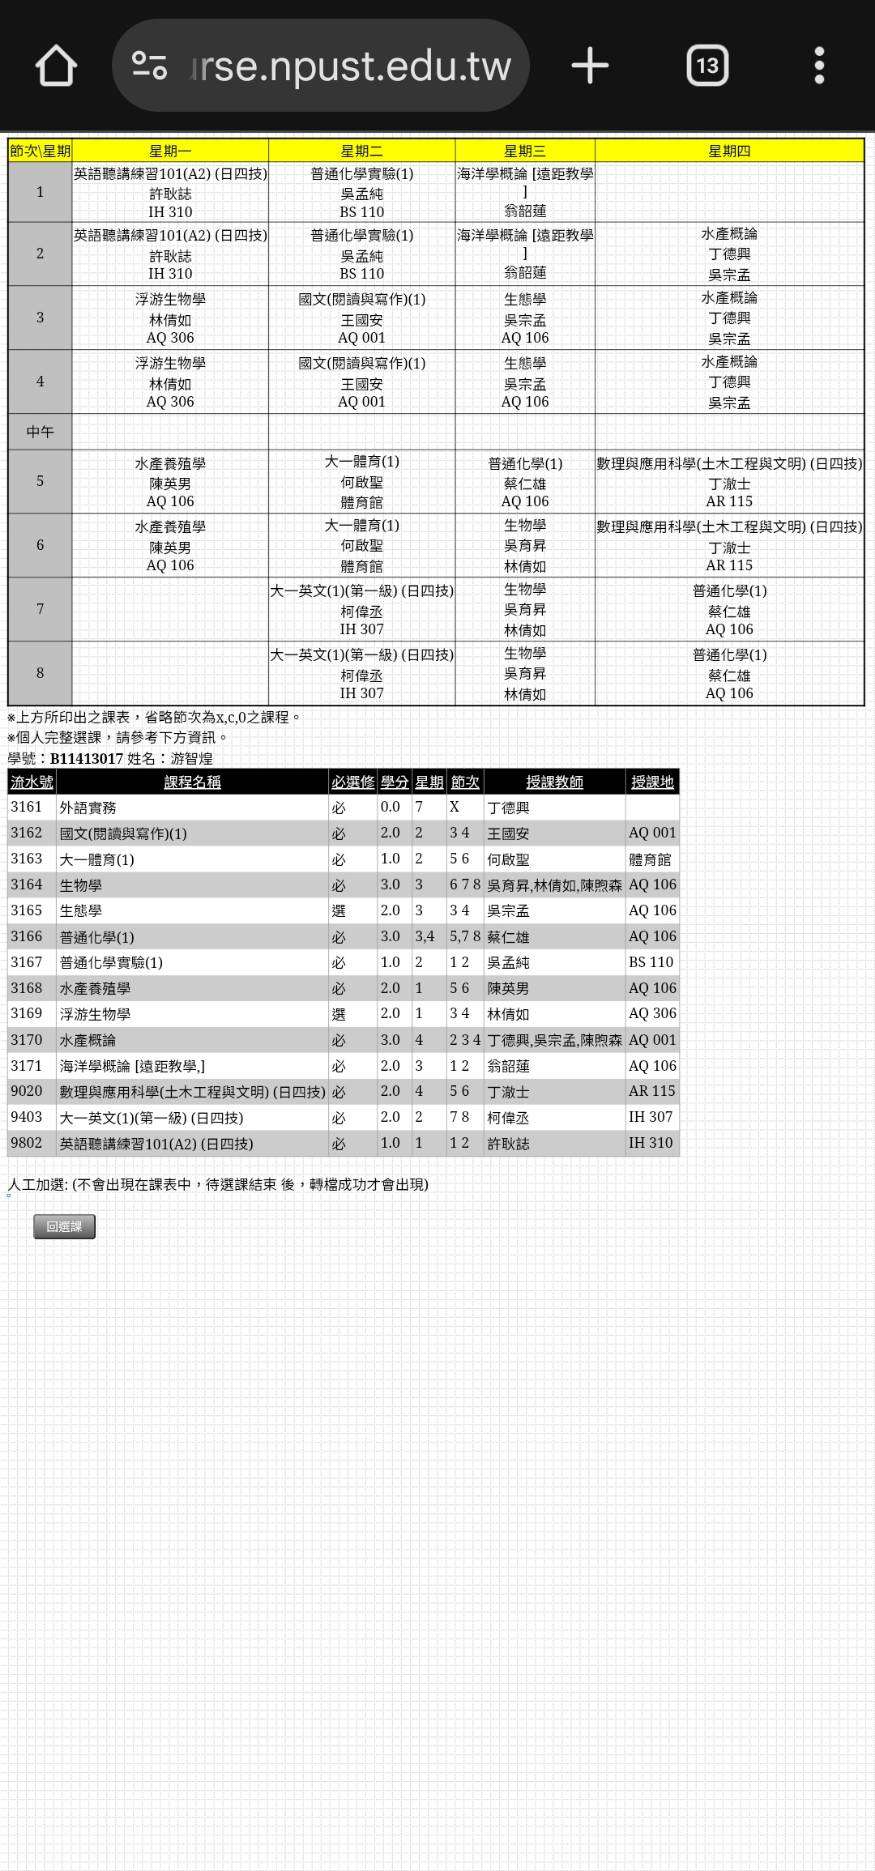 rse.npust.edu.tw
13
節次\星期 星期一 星期二 星期三 星期四
1
英語聽講練習101(A2) (日四技)
許耿誌
IH 310
普通化學實驗(1)
吳孟純
BS 110
海洋學概論 [遠距教學
]
翁韶蓮
2
英語聽講練習101(A2) (日四技)
許耿誌
IH 310
普通化學實驗(1)
吳孟純
BS 110
海洋學概論 [遠距教學
]
翁韶蓮
水產概論
丁德興
吳宗孟
3
浮游生物學
林倩如
AQ 306
國文(閱讀與寫作)(1)
王國安
AQ 001
生態學
吳宗孟
AQ 106
水產概論
丁德興
吳宗孟
4
浮游生物學
林倩如
AQ 306
國文(閱讀與寫作)(1)
王國安
AQ 001
生態學
吳宗孟
AQ 106
水產概論
丁德興
吳宗孟
中午
5
水產養殖學
陳英男
AQ 106
大一體育(1)
何啟聖
體育館
普通化學(1)
蔡仁雄
AQ 106
數理與應用科學(土木工程與文明) (日四技)
丁澈士
AR 115
6
水產養殖學
陳英男
AQ 106
大一體育(1)
何啟聖
體育館
生物學
吳育昇
林倩如
數理與應用科學(土木工程與文明) (日四技)
丁澈士
AR 115
7
大一英文(1)(第一級) (日四技)
柯偉丞
IH 307
生物學
吳育昇
林倩如
普通化學(1)
蔡仁雄
AQ 106
8
大一英文(1)(第一級) (日四技)
柯偉丞
IH 307
生物學
吳育昇
林倩如
普通化學(1)
蔡仁雄
AQ 106
※上方所印出之課表，省略節次為x,c,0之課程。
※個人完整選課，請參考下方資訊。
學號：B11413017 姓名：游智煌
流水號 課程名稱 必選修 學分 星期 節次 授課教師 授課地
3161 外語實務 必 0.0 7 X 丁德興
3162 國文(閱讀與寫作)(1) 必 2.0 2 3 4 王國安 AQ 001
3163 大一體育(1) 必 1.0 2 5 6 何啟聖 體育館
3164 生物學 必 3.0 3 6 7 8 吳育昇,林倩如,陳煦森 AQ 106
3165 生態學 選 2.0 3 3 4 吳宗孟 AQ 106
3166 普通化學(1) 必 3.0 3,4 5,7 8 蔡仁雄 AQ 106
3167 普通化學實驗(1) 必 1.0 2 1 2 吳孟純 BS 110
3168 水產養殖學 必 2.0 1 5 6 陳英男 AQ 106
3169 浮游生物學 選 2.0 1 3 4 林倩如 AQ 306
3170 水產概論 必 3.0 4 2 3 4 丁德興,吳宗孟,陳煦森 AQ 001
3171 海洋學概論 [遠距教學,] 必 2.0 3 1 2 翁韶蓮 AQ 106
9020 數理與應用科學(土木工程與文明) (日四技) 必 2.0 4 5 6 丁澈士 AR 115
9403 大一英文(1)(第一級) (日四技) 必 2.0 2 7 8 柯偉丞 IH 307
9802 英語聽講練習101(A2) (日四技) 必 1.0 1 1 2 許耿誌 IH 310
人工加選: (不會出現在課表中，待選課結束 後，轉檔成功才會出現)
回選課